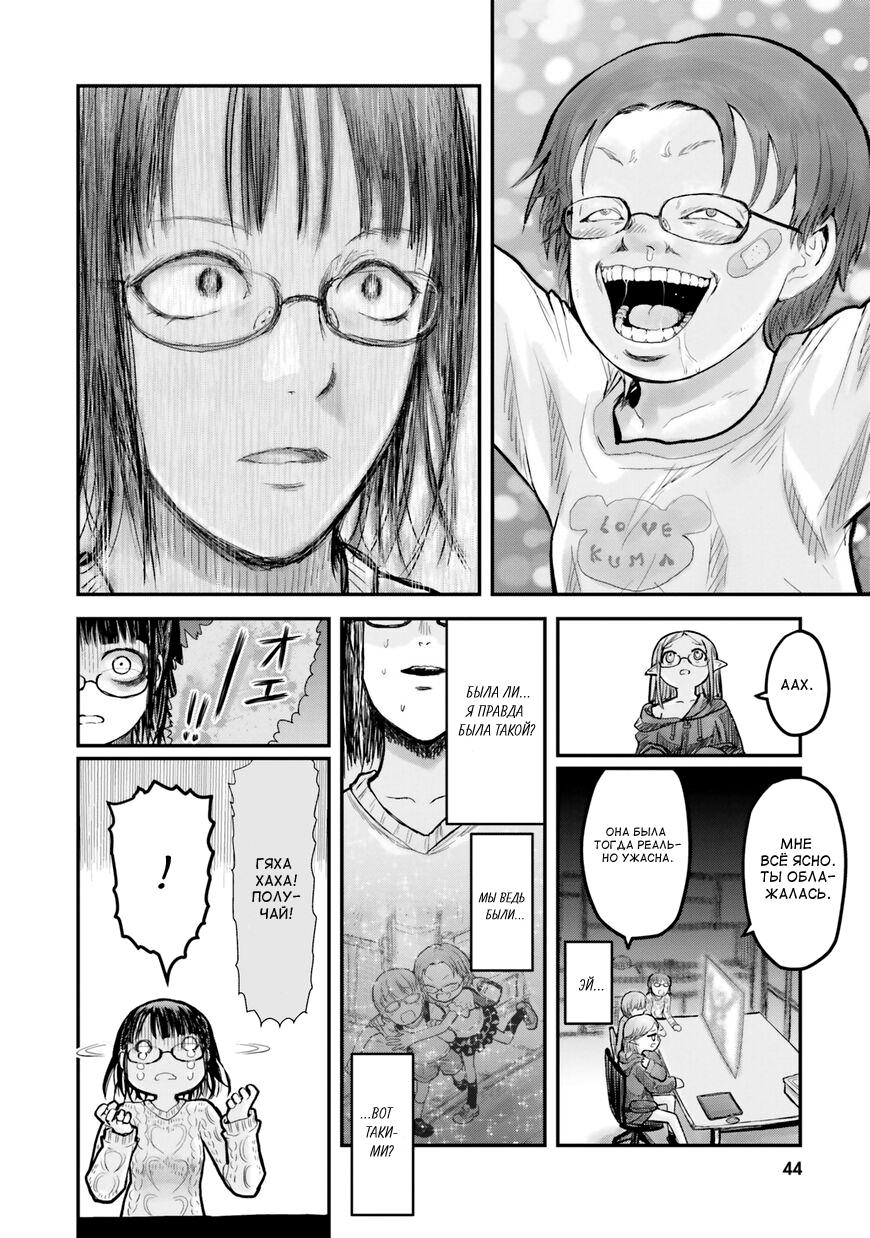 LOVE
KUMA
ААХ.
МНЕ
ВСЁ ЯСНО.
ТЫ ОБЛА-
ЖАЛАСЬ.
ОНА БЫЛА
ТОГДА РЕАЛЬ-
НО УЖАСНА.
ЭЙ...
БЫЛА ЛИ...
Я ПРАВДА
БЫЛА ТАКОЙ?
МЫ ВЕДЬ
БЫЛИ...
...ВОТ
ТАКИ-
МИ?
オエ!!
ГЯХА
ХАХА!
ПОЛУ-
ЧАЙ!
!
44